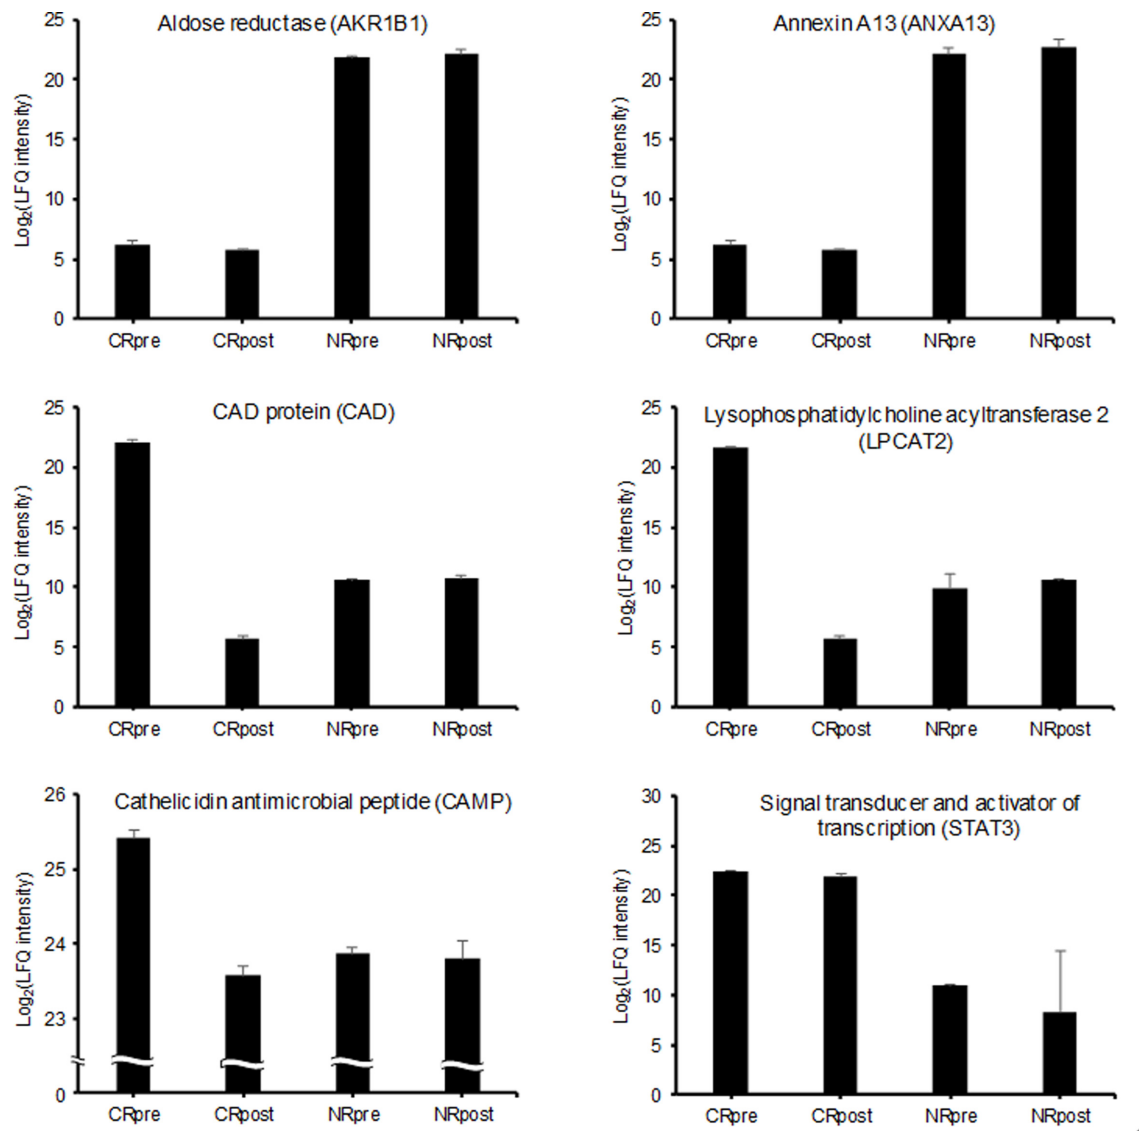 Aldose reductase (AKR1B1)
Log2(LFQ intensity)
25
20
15
10
5
0
CRpre CRpost NRpre NRpost
Annexin A13 (ANXA13)
Log2(LFQ intensity)
25
20
15
10
5
0
CRpre CRpost NRpre NRpost
CAD protein (CAD)
Log2(LFQ intensity)
25
20
15
10
5
0
CRpre CRpost NRpre NRpost
Lysophosphatidylcholine acyltransferase 2
(LPCAT2)
Log2(LFQ intensity)
25
20
15
10
5
0
CRpre CRpost NRpre NRpost
Cathelicidin antimicrobial peptide (CAMP)
Log2(LFQ intensity)
26
25
24
23
0
CRpre CRpost NRpre NRpost
Signal transducer and activator of
transcription (STAT3)
Log2(LFQ intensity)
30
25
20
15
10
5
0
CRpre CRpost NRpre NRpost